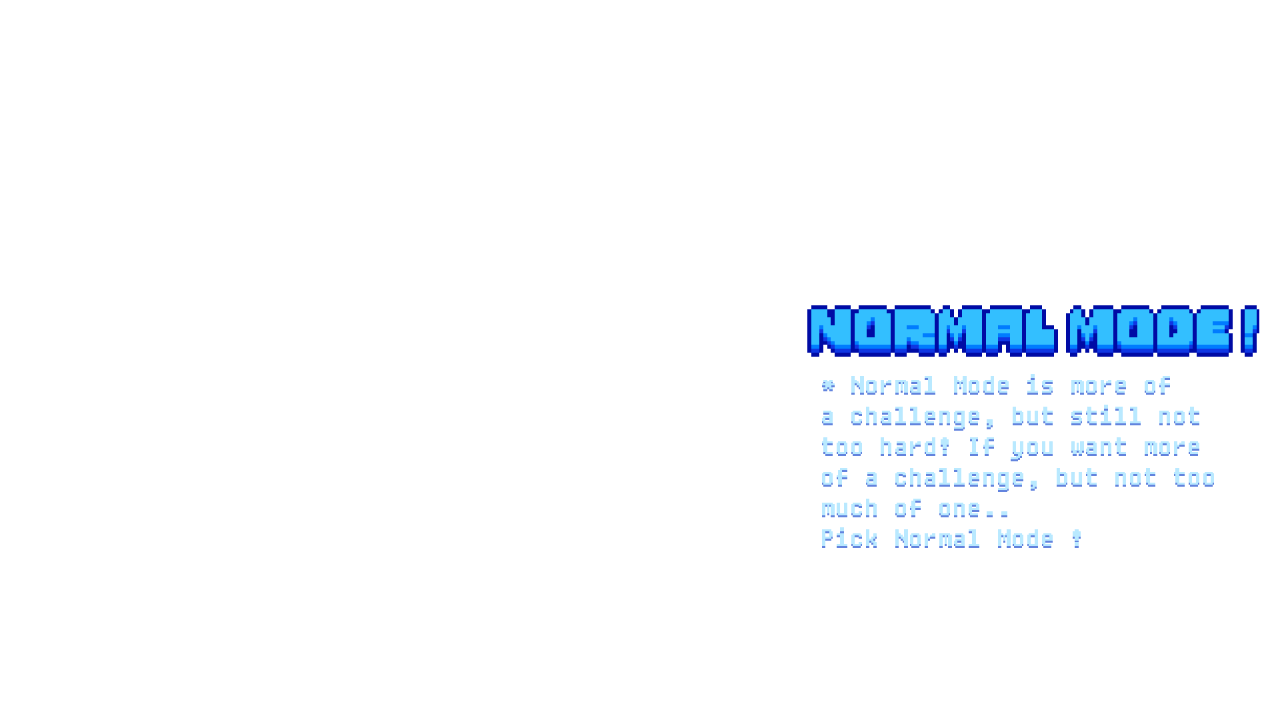 NORMAL MODE !
* Normal Mode is more of
a challenge, but still not
too hard! If you want more
of a challenge, but not too
much of one..
Pick Normal Mode !